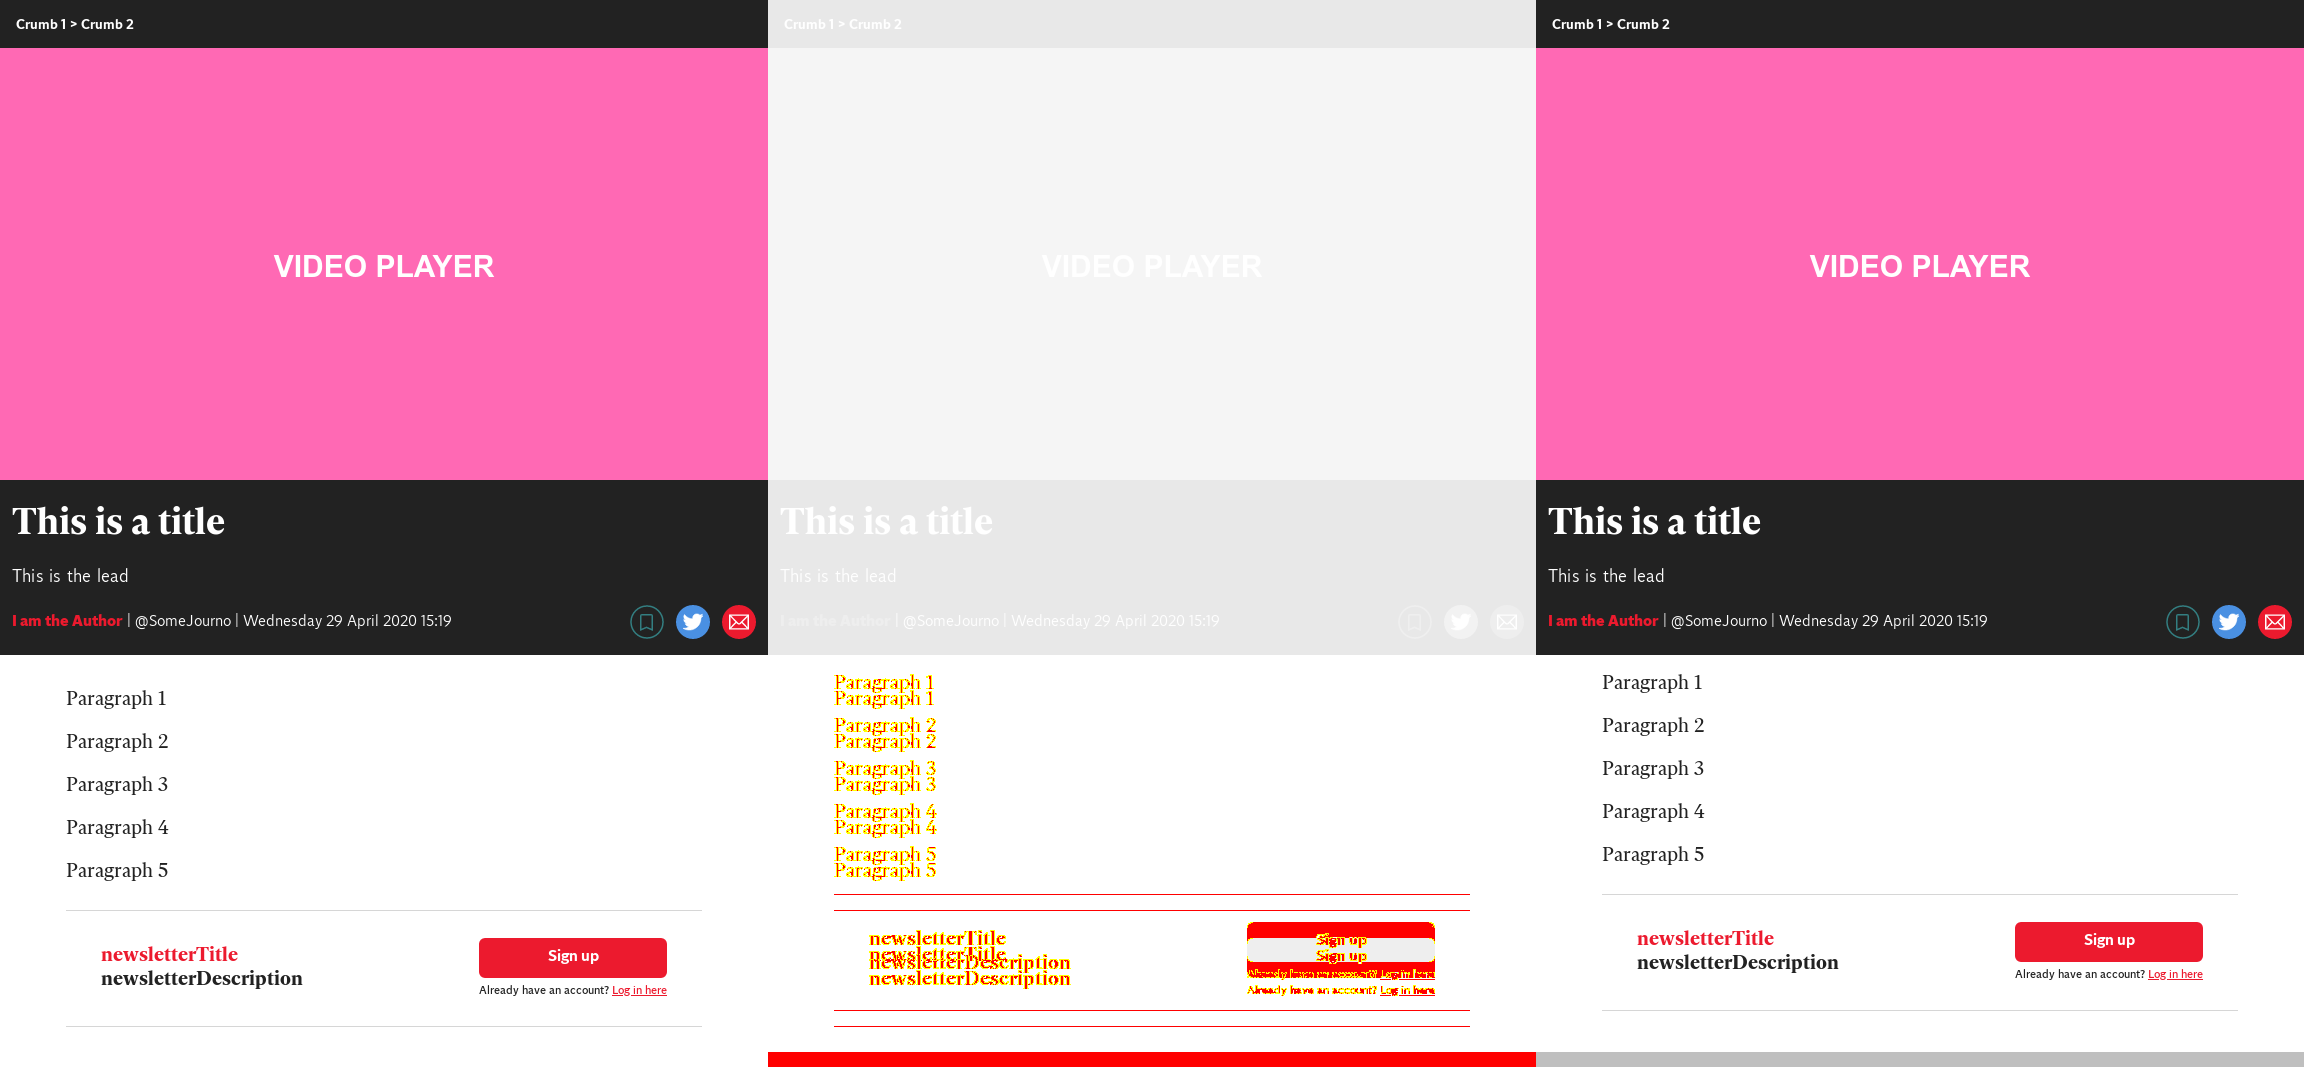 Crumb 1 > Crumb 2
VIDEO PLAYER
This is a title
This is the lead
I am the Author | @SomeJourno | Wednesday 29 April 2020 15:19
Paragraph 1
Paragraph 2
Paragraph 3
Paragraph 4
Paragraph 5
newsletterTitle
newsletterDescription
Sign up
Already have an account? Log in here
Crumb 1 > Crumb 2
VIDEO PLAYER
This is a title
This is the lead
I am the Author | @SomeJourno | Wednesday 29 April 2020 15:19
Paragraph 1
Paragraph 1
Paragraph 2
Paragraph 2
Paragraph 3
Paragraph 3
Paragraph 4
Paragraph 4
Paragraph 5
Paragraph 5
newsletterTitle
newsletterTitle
newsletterDescription
newsletterDescription
Sign up
Sign up
Already have an account? Log in here
Already have an account? Log in here
Crumb 1 > Crumb 2
VIDEO PLAYER
This is a title
This is the lead
I am the Author | @SomeJourno | Wednesday 29 April 2020 15:19
Paragraph 1
Paragraph 2
Paragraph 3
Paragraph 4
Paragraph 5
newsletterTitle
newsletterDescription
Sign up
Already have an account? Log in here